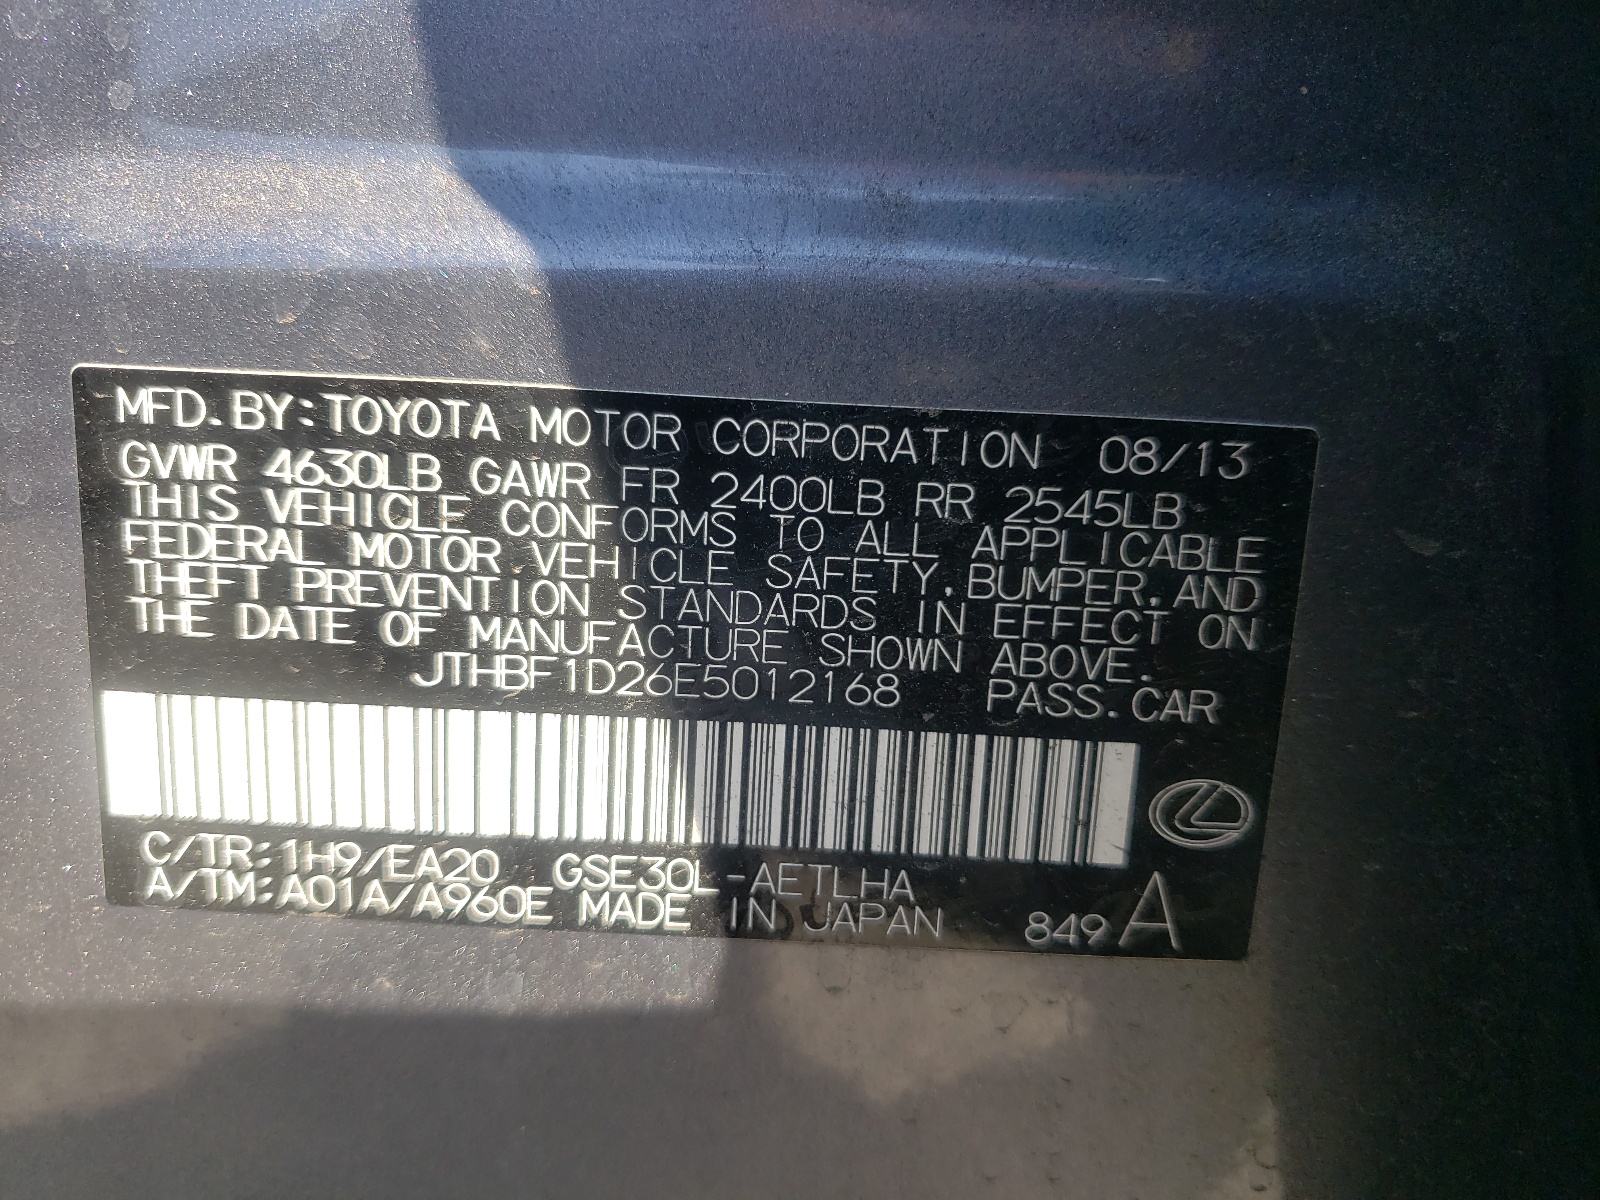 MFD. BY: TOYOTA MOTOR CORPORATION 08/13
GVWR 4630LB GAWR FR 2400LB RR 2545LB
THIS VEHICLE CONFORMS TO ALL APPLICABLE
FEDERAL MOTOR VEHICLE SAFETY, BUMPER, AND
THEFT PREVENTION STANDARDS IN EFFECT ON
THE DATE OF MANUFACTURE SHOWN ABOVE.
JTHBF1D26E5012168 PASS. CAR
C/TR: 1H9/EA20 GSE30L-AETLHA
A/TM: A01A/A960E MADE IN JAPAN 849 A